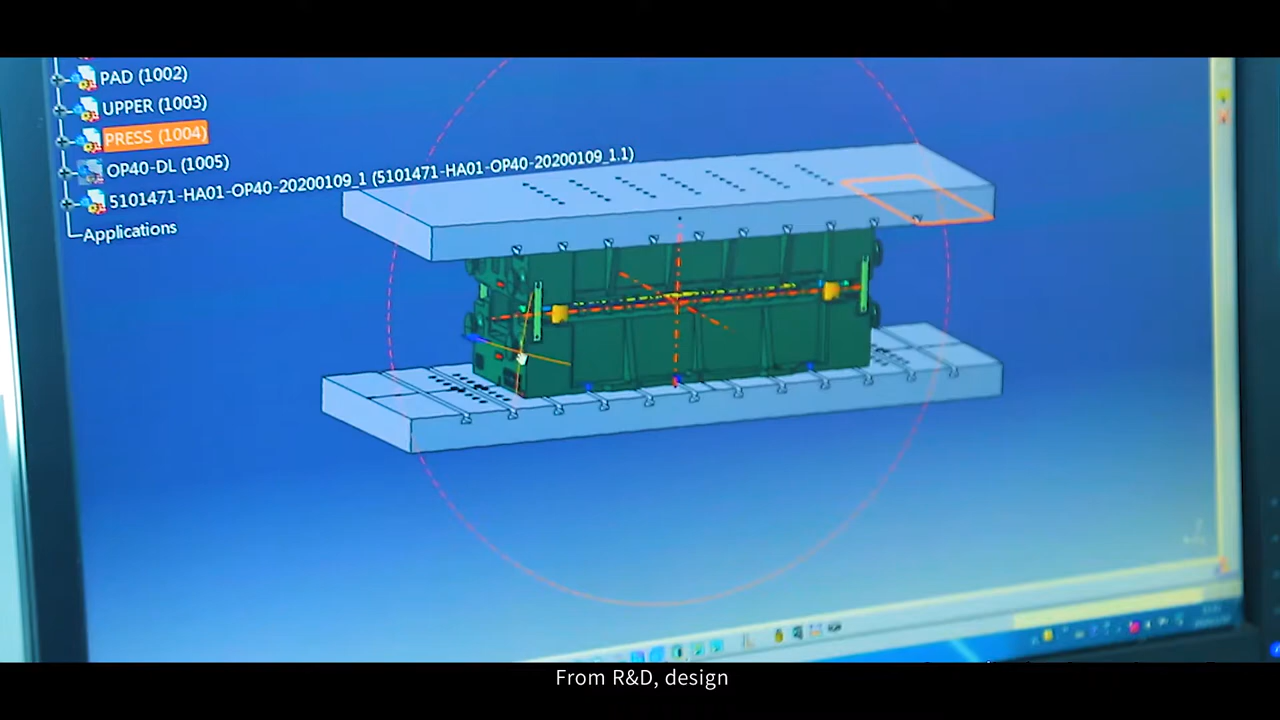 PAD (1002)
UPPER (1003)
PRESS (1004)
OP40-DL (1005)
5101471-HA01-OP40-20200109_1 (5101471-HA01-OP40-20200109_1.1)
Applications
From R&D, design